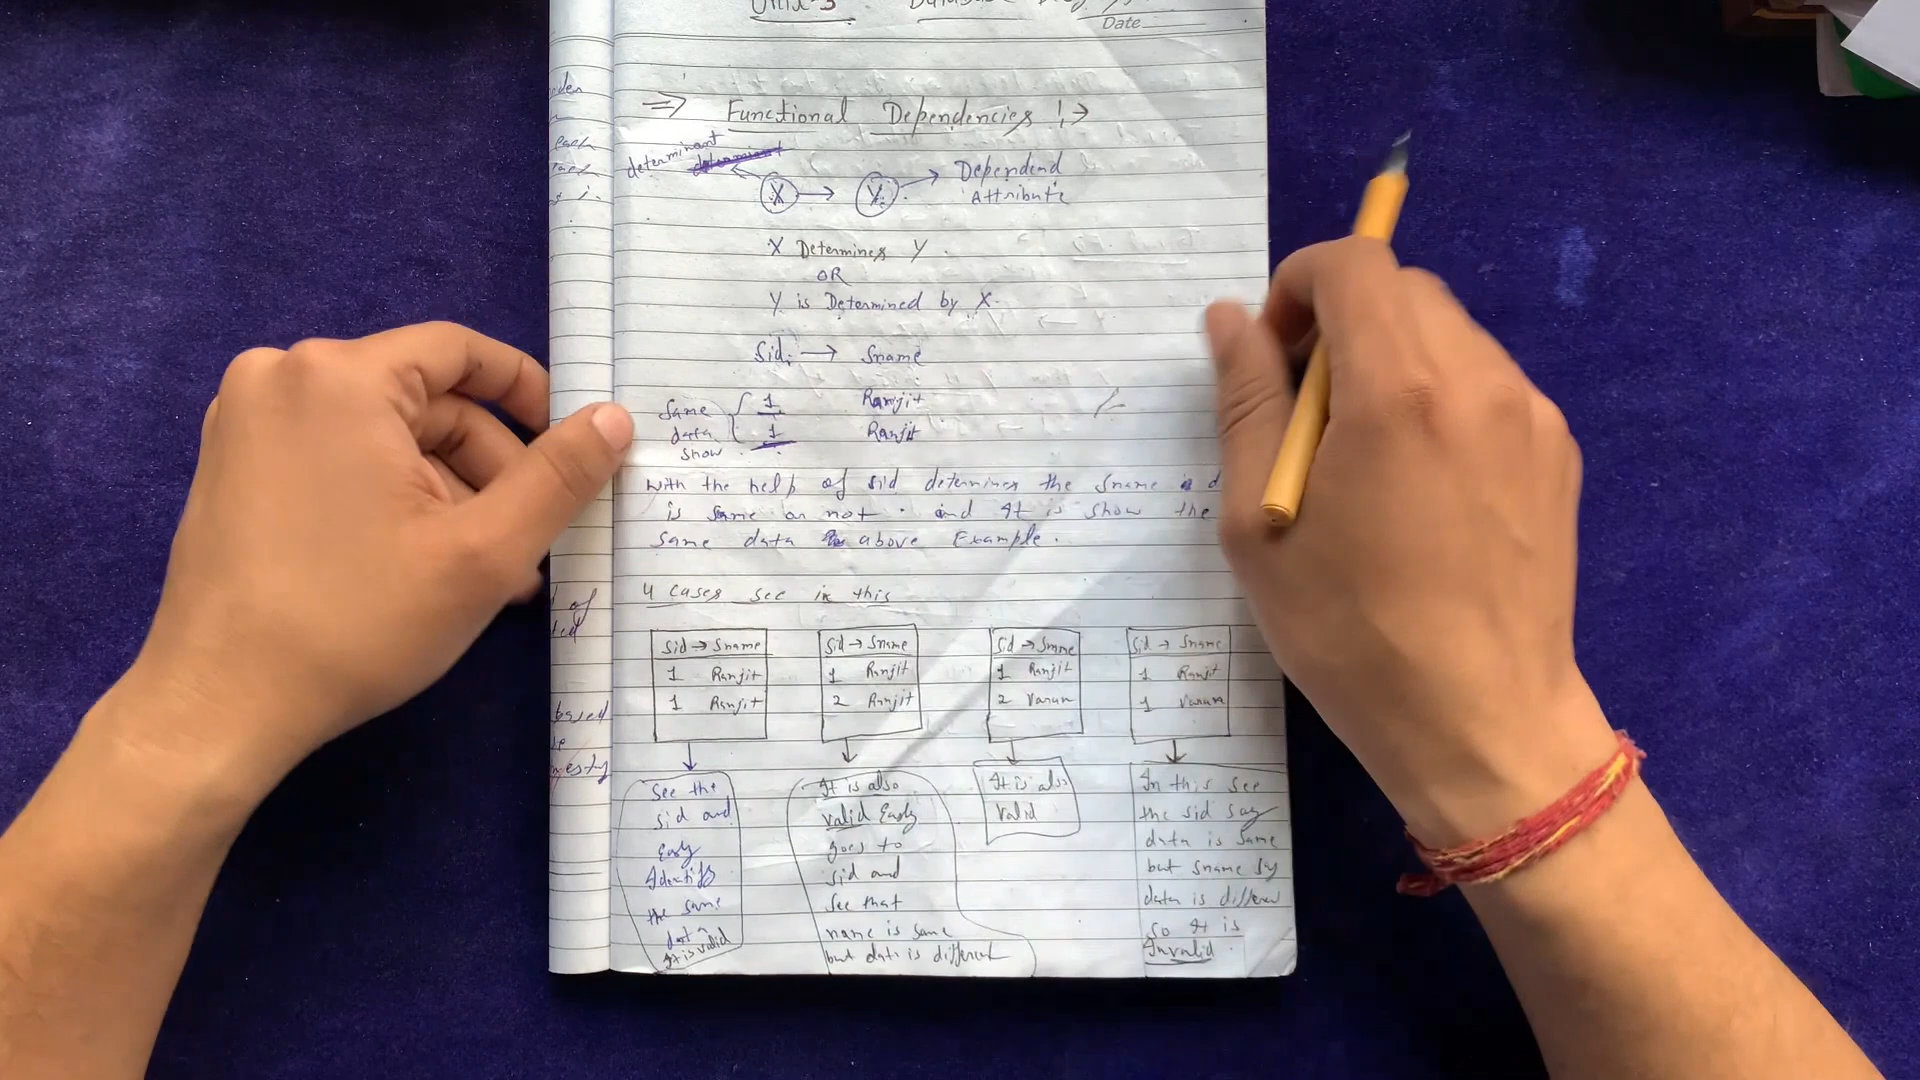 Unit-3
Date
=> Functional Dependencies :->
determinant
X → Y → Dependend
Attribute
X Determines Y.
OR
Y is Determined by X.
Sid → Sname
Same { 1 Ranjit
data { 1 Ranjit
show
with the help of sid determines the sname
is same or not. and It is show the
same data above Example.
4 cases see in this
Sid → Sname
1 Ranjit
1 Ranjit
Sid → Sname
1 Ranjit
2 Ranjit
Sid → Sname
1 Ranjit
2 Varun
Sid → Sname
1 Ranjit
1 Varun
See the
sid and
Easly
Identify
the same
data
It is valid
It is also
valid Easly
goes to
sid and
see that
name is same
but data is different
It is also
valid
In this see
the sid say
data is same
but sname by
data is differen
so It is
Invalid.